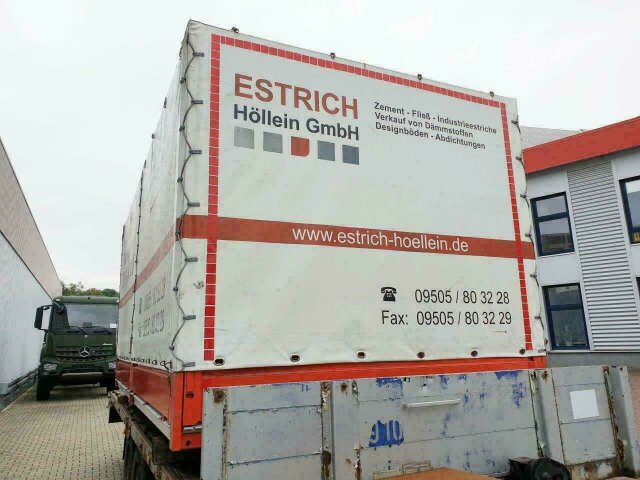 ESTRICH
Höllein GmbH
Zement - Fließ - Industrieestriche
Verkauf von Dämmstoffen
Designböden - Abdichtungen
www.estrich-hoellein.de
☎ 09505 / 80 32 28
Fax: 09505 / 80 32 29